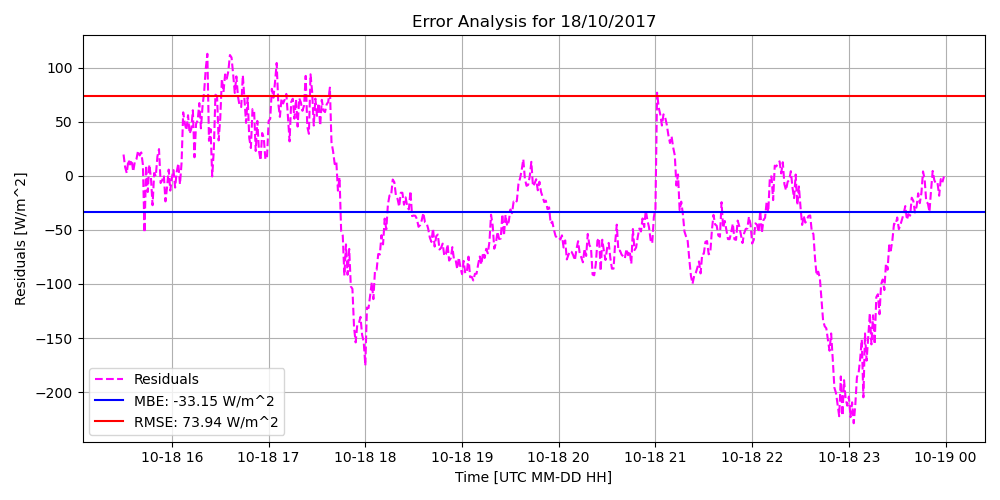 Error Analysis for 18/10/2017
Residuals [W/m^2]
100
50
0
−50
−100
−150
−200
Residuals
MBE: -33.15 W/m^2
RMSE: 73.94 W/m^2
10-18 16 10-18 17 10-18 18 10-18 19 10-18 20 10-18 21 10-18 22 10-18 23 10-19 00
Time [UTC MM-DD HH]